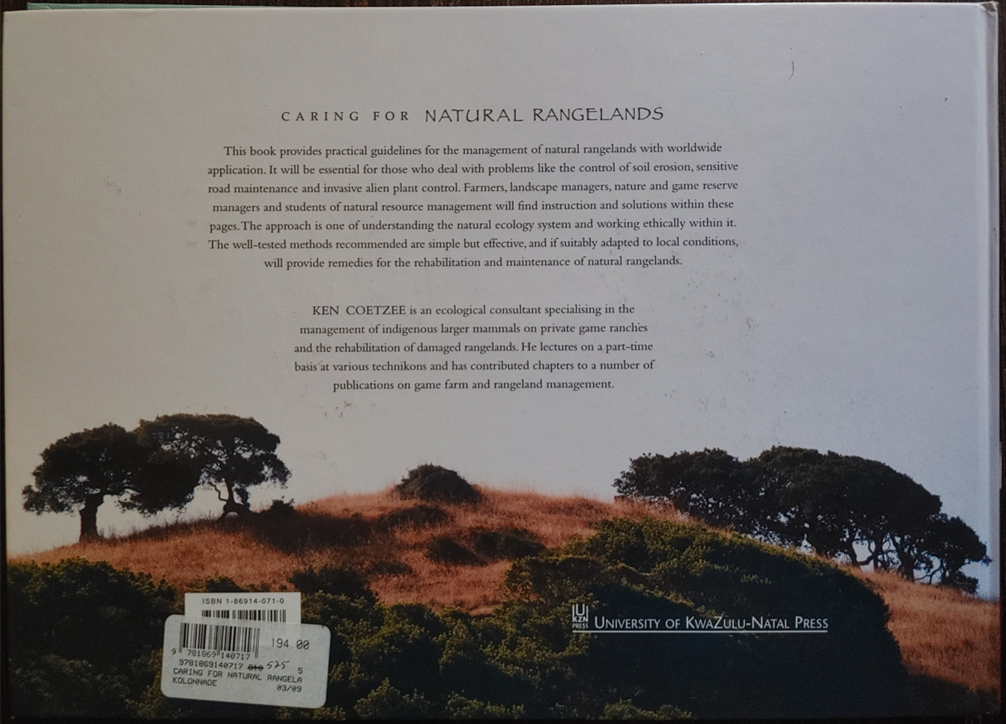 CARING FOR NATURAL RANGELANDS
This book provides practical guidelines for the management of natural rangelands with worldwide
application. It will be essential for those who deal with problems like the control of soil erosion, sensitive
road maintenance and invasive alien plant control. Farmers, landscape managers, nature and game reserve
managers and students of natural resource management will find instruction and solutions within these
pages. The approach is one of understanding the natural ecology system and working ethically within it.
The well-tested methods recommended are simple but effective, and if suitably adapted to local conditions,
will provide remedies for the rehabilitation and maintenance of natural rangelands.
KEN COETZEE is an ecological consultant specialising in the
management of indigenous larger mammals on private game ranches
and the rehabilitation of damaged rangelands. He lectures on a part-time
basis at various technikons and has contributed chapters to a number of
publications on game farm and rangeland management.
ISBN 1-86914-071-0
194 00
9 781869 140717
9781869140717 525 5
CARING FOR NATURAL RANGELA
KOLONNADE 03/09
UKZN PRESS UNIVERSITY OF KWAZULU-NATAL PRESS